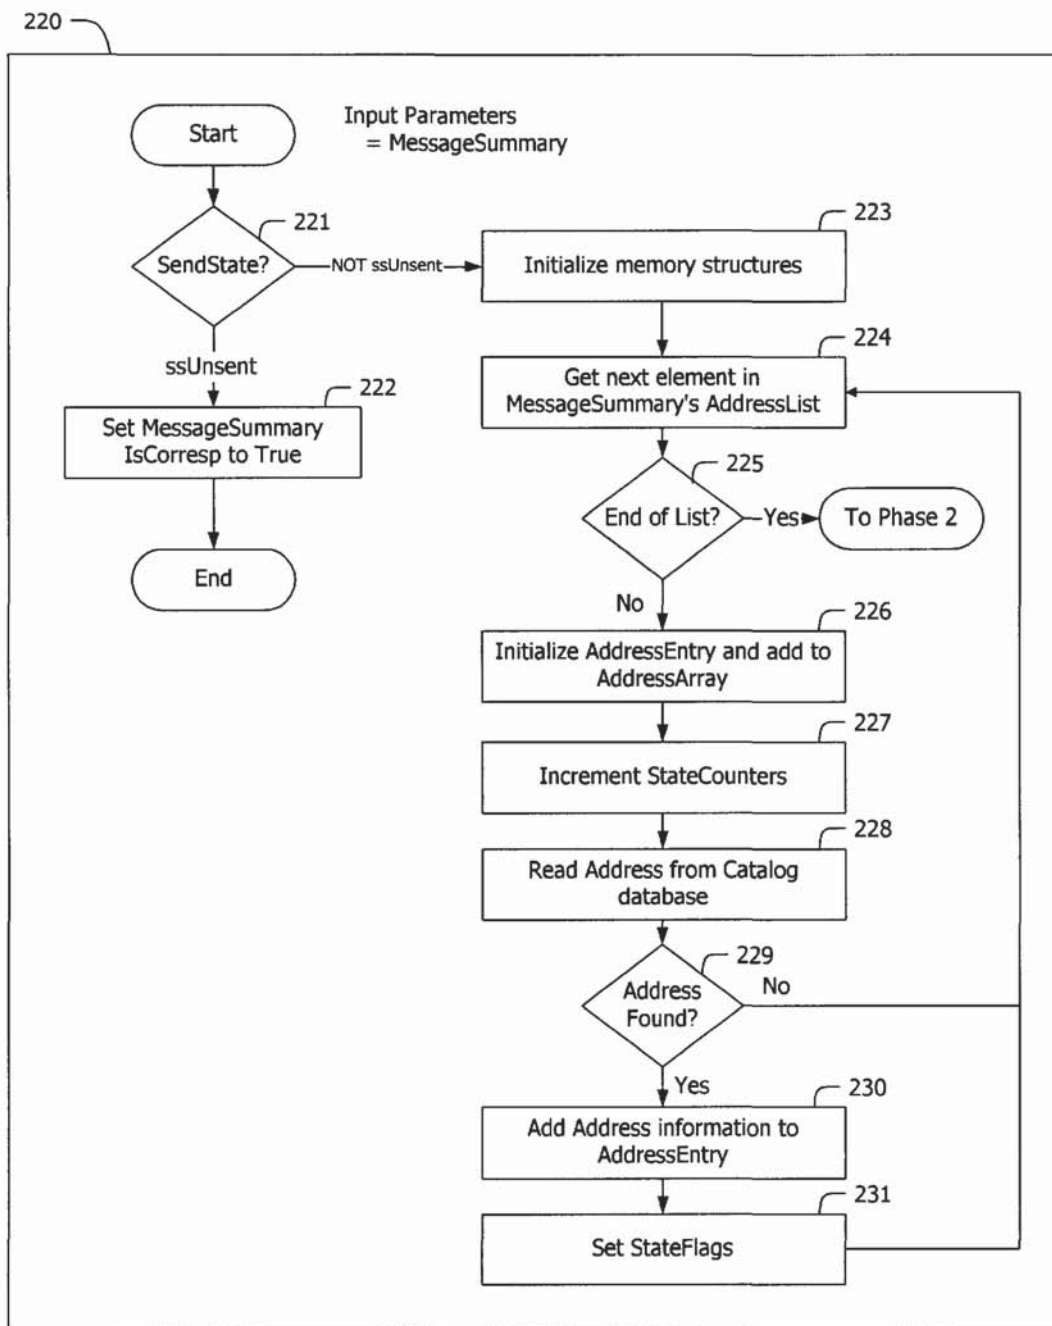 220
Start
Input Parameters
= MessageSummary
221
SendState?
NOT ssUnsent
223
Initialize memory structures
ssUnsent
222
Set MessageSummary
IsCorresp to True
End
224
Get next element in
MessageSummary's AddressList
225
End of List?
Yes
To Phase 2
No
226
Initialize AddressEntry and add to
AddressArray
227
Increment StateCounters
228
Read Address from Catalog
database
229
Address
Found?
No
Yes
230
Add Address information to
AddressEntry
231
Set StateFlags